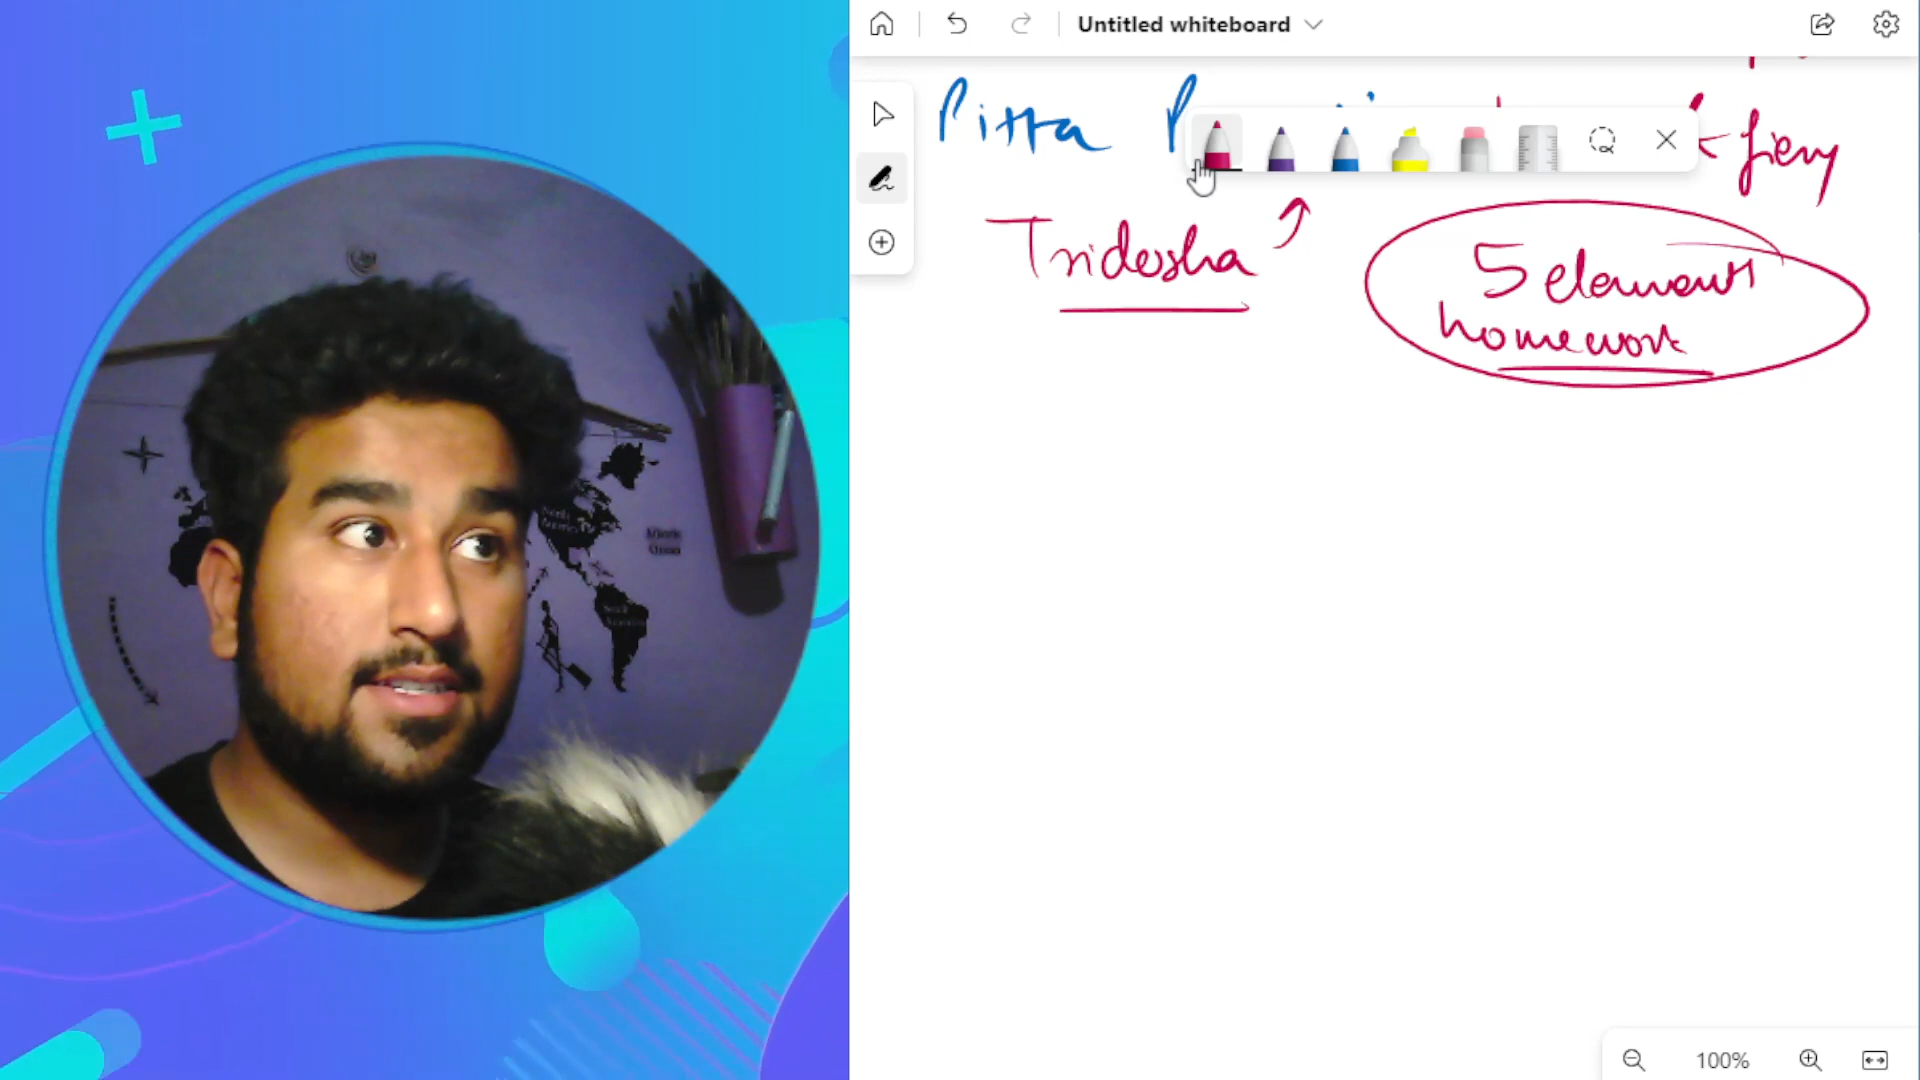 Untitled whiteboard
Pitta P
fiery
Tridosha
5 elements
homework
100%